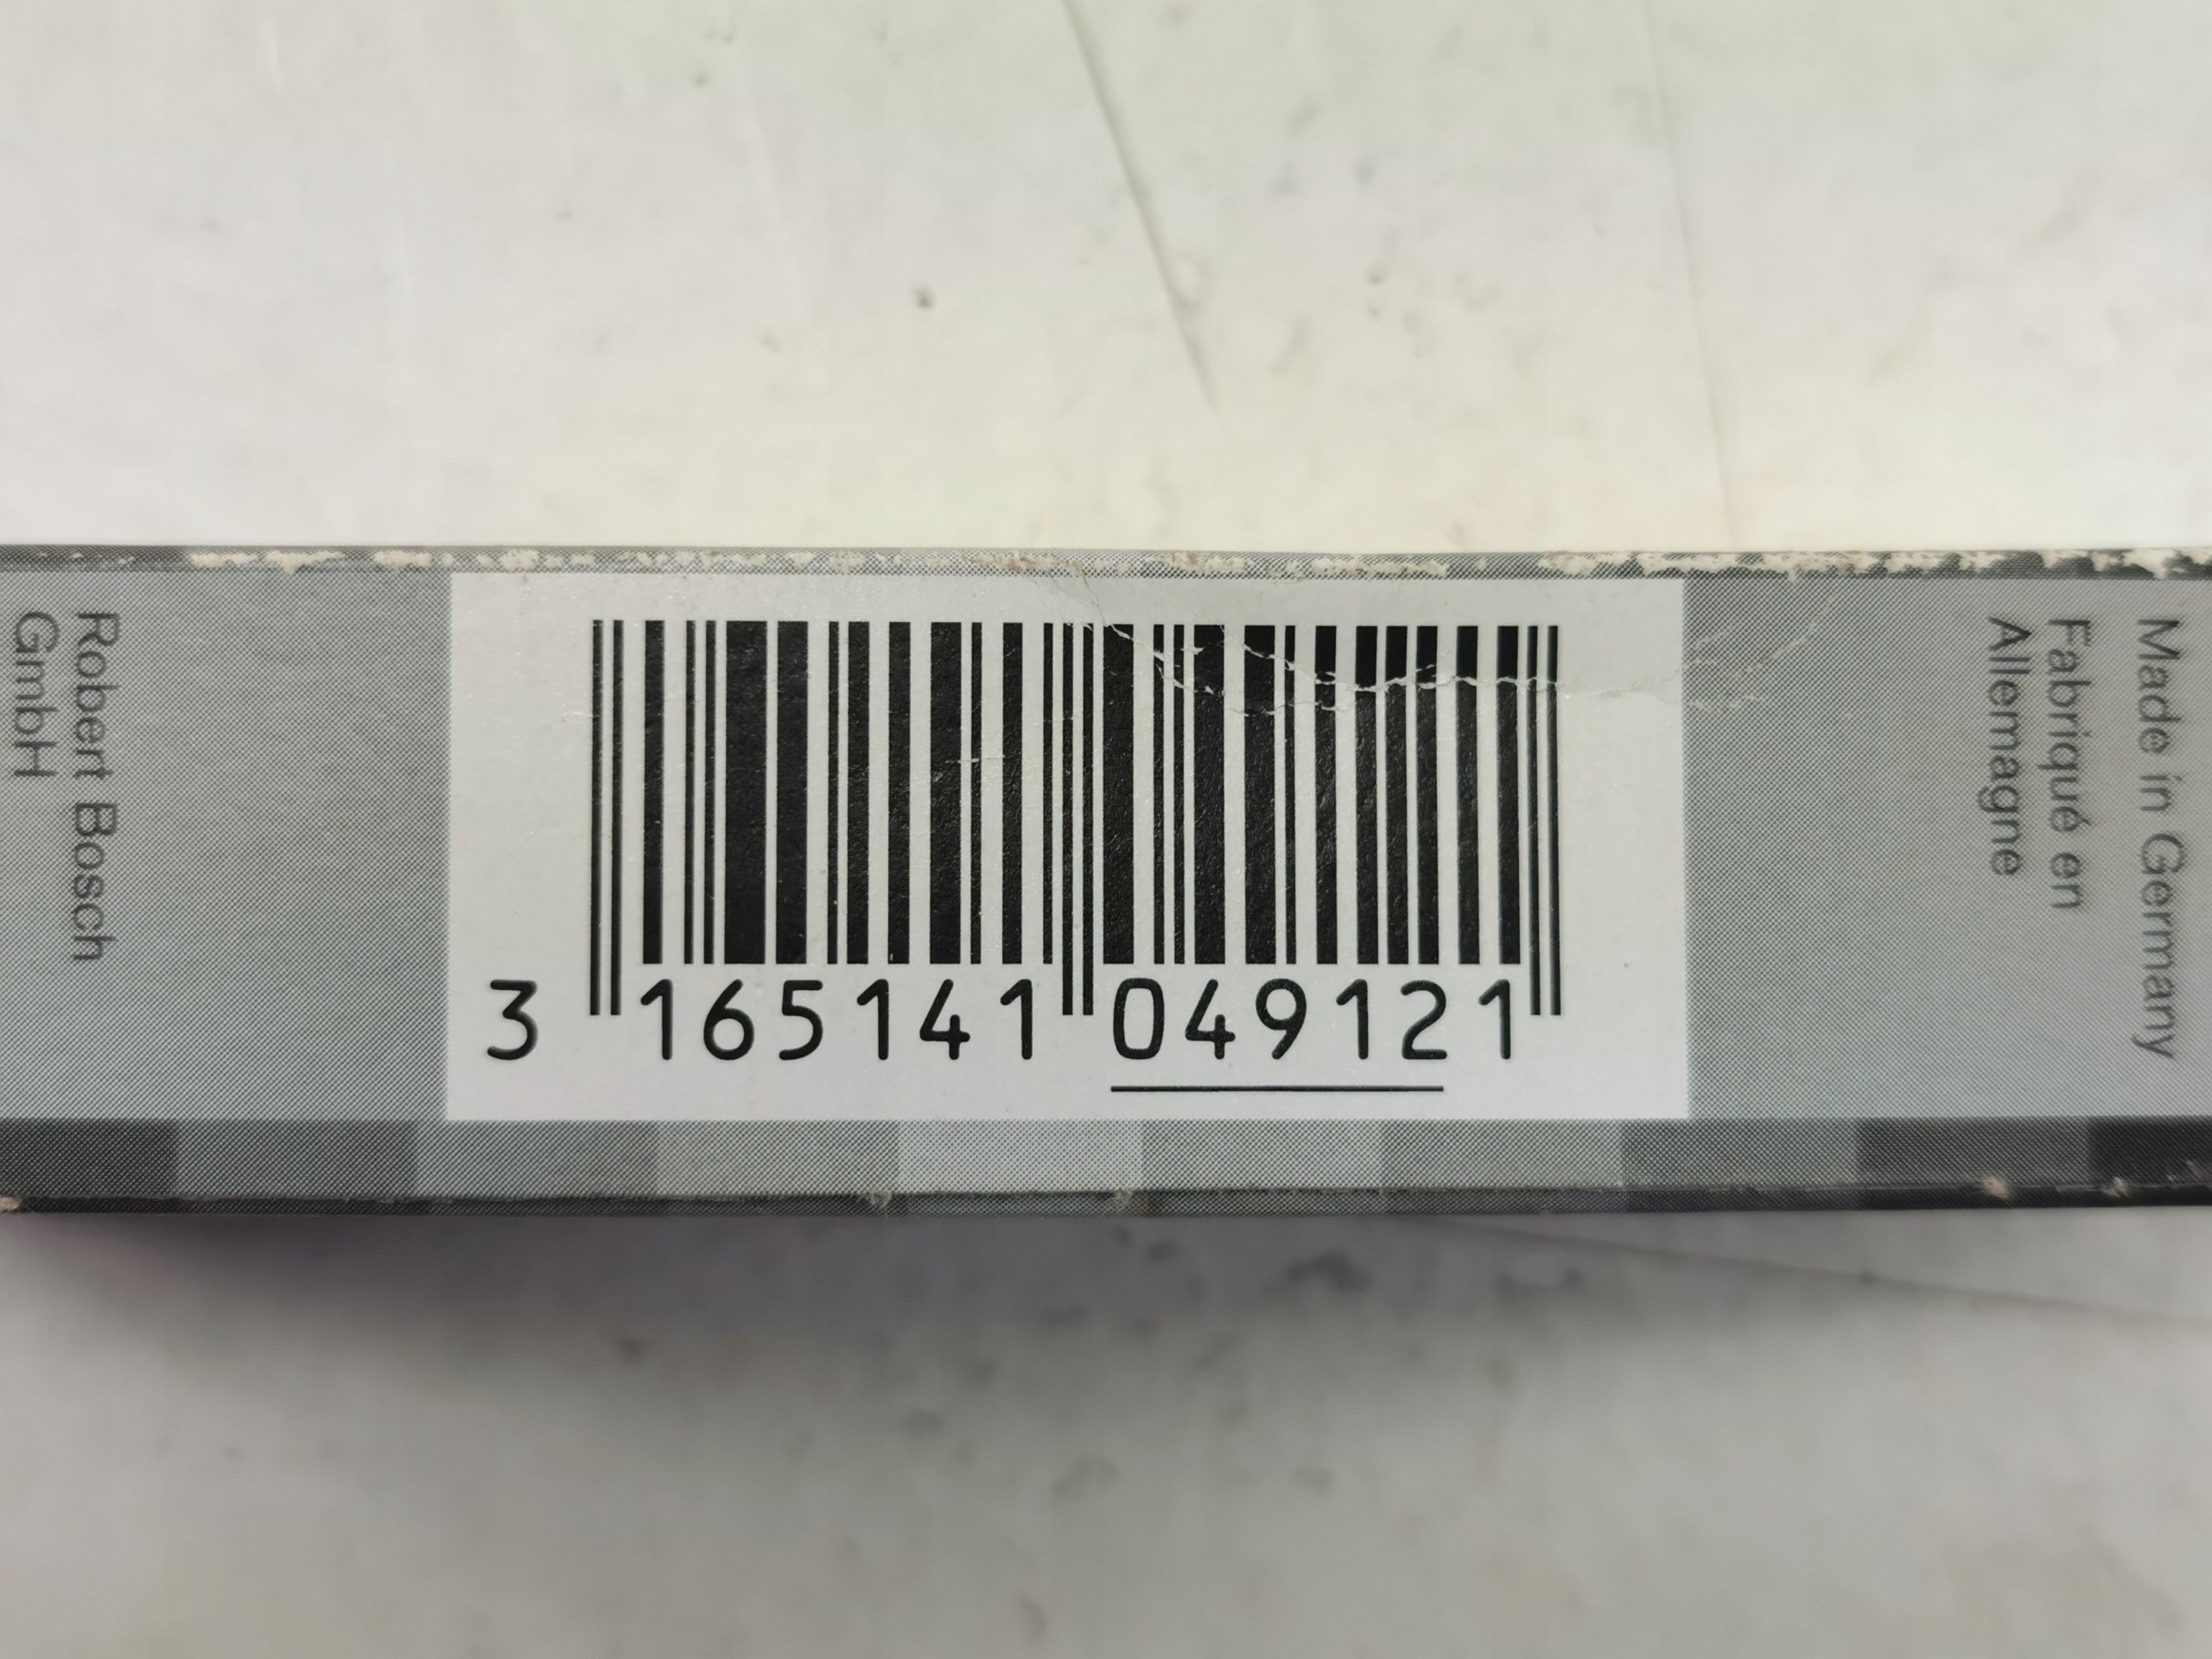 Robert Bosch
GmbH
3 165141 049121
Made in Germany
Fabriqué en
Allemagne